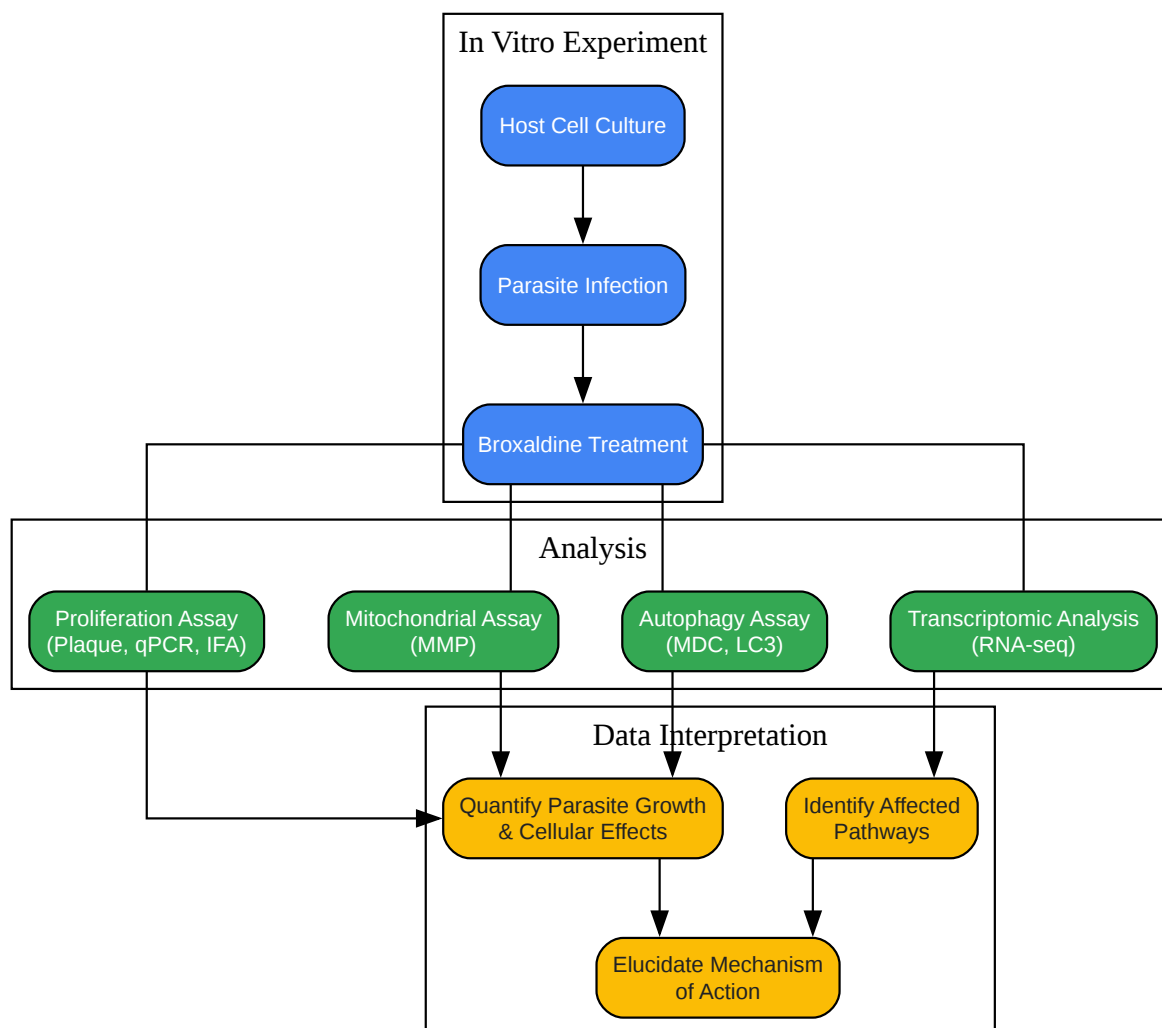 In Vitro Experiment
Host Cell Culture
Parasite Infection
Broxaldine Treatment
Analysis
Proliferation Assay
(Plaque, qPCR, IFA)
Mitochondrial Assay
(MMP)
Autophagy Assay
(MDC, LC3)
Transcriptomic Analysis
(RNA-seq)
Data Interpretation
Quantify Parasite Growth
& Cellular Effects
Identify Affected
Pathways
Elucidate Mechanism
of Action